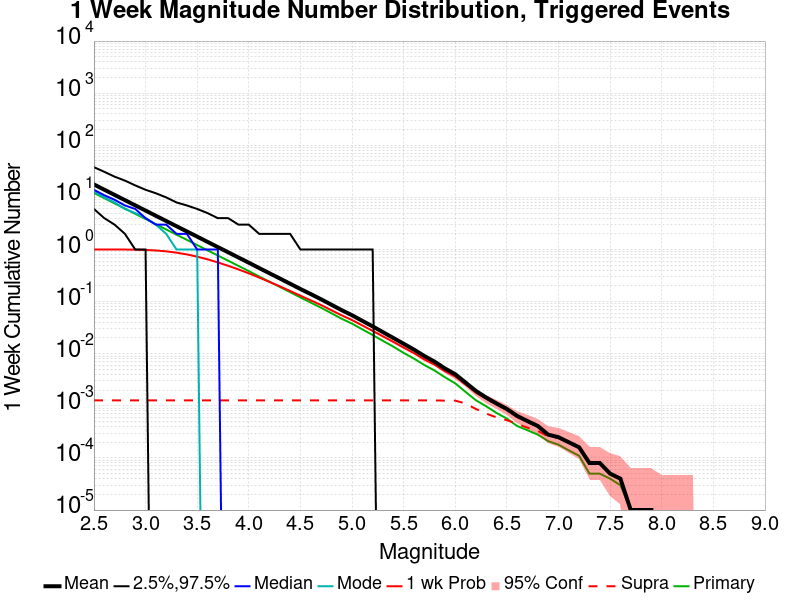 1 Week Magnitude Number Distribution, Triggered Events
1 Week Cumulative Number
10^4
10^3
10^2
10^1
10^0
10^-1
10^-2
10^-3
10^-4
10^-5
2.5 3.0 3.5 4.0 4.5 5.0 5.5 6.0 6.5 7.0 7.5 8.0 8.5 9.0
Magnitude
Mean 2.5%,97.5% Median Mode 1 wk Prob 95% Conf Supra Primary